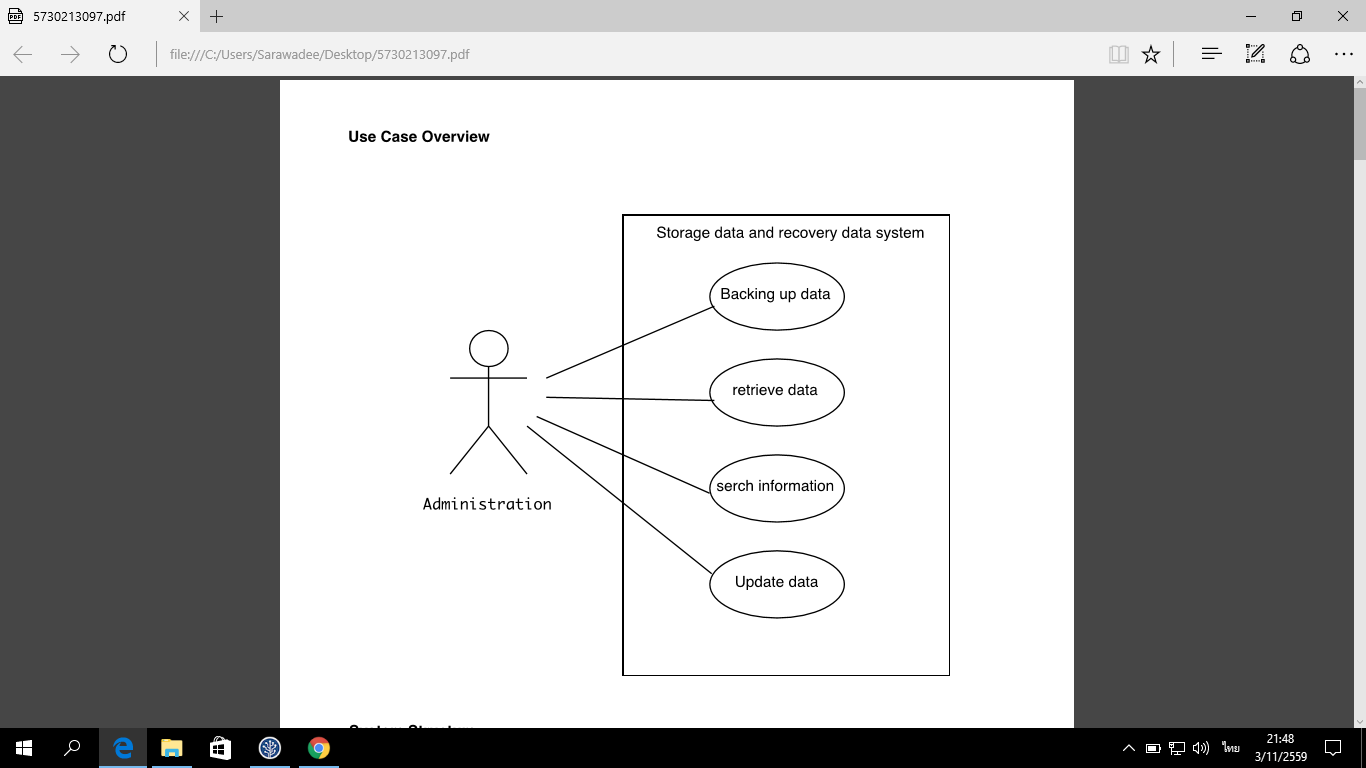 5730213097.pdf
file:///C:/Users/Sarawadee/Desktop/5730213097.pdf
Use Case Overview
Storage data and recovery data system
Backing up data
retrieve data
serch information
Administration
Update data
ไทย
21:48
3/11/2559